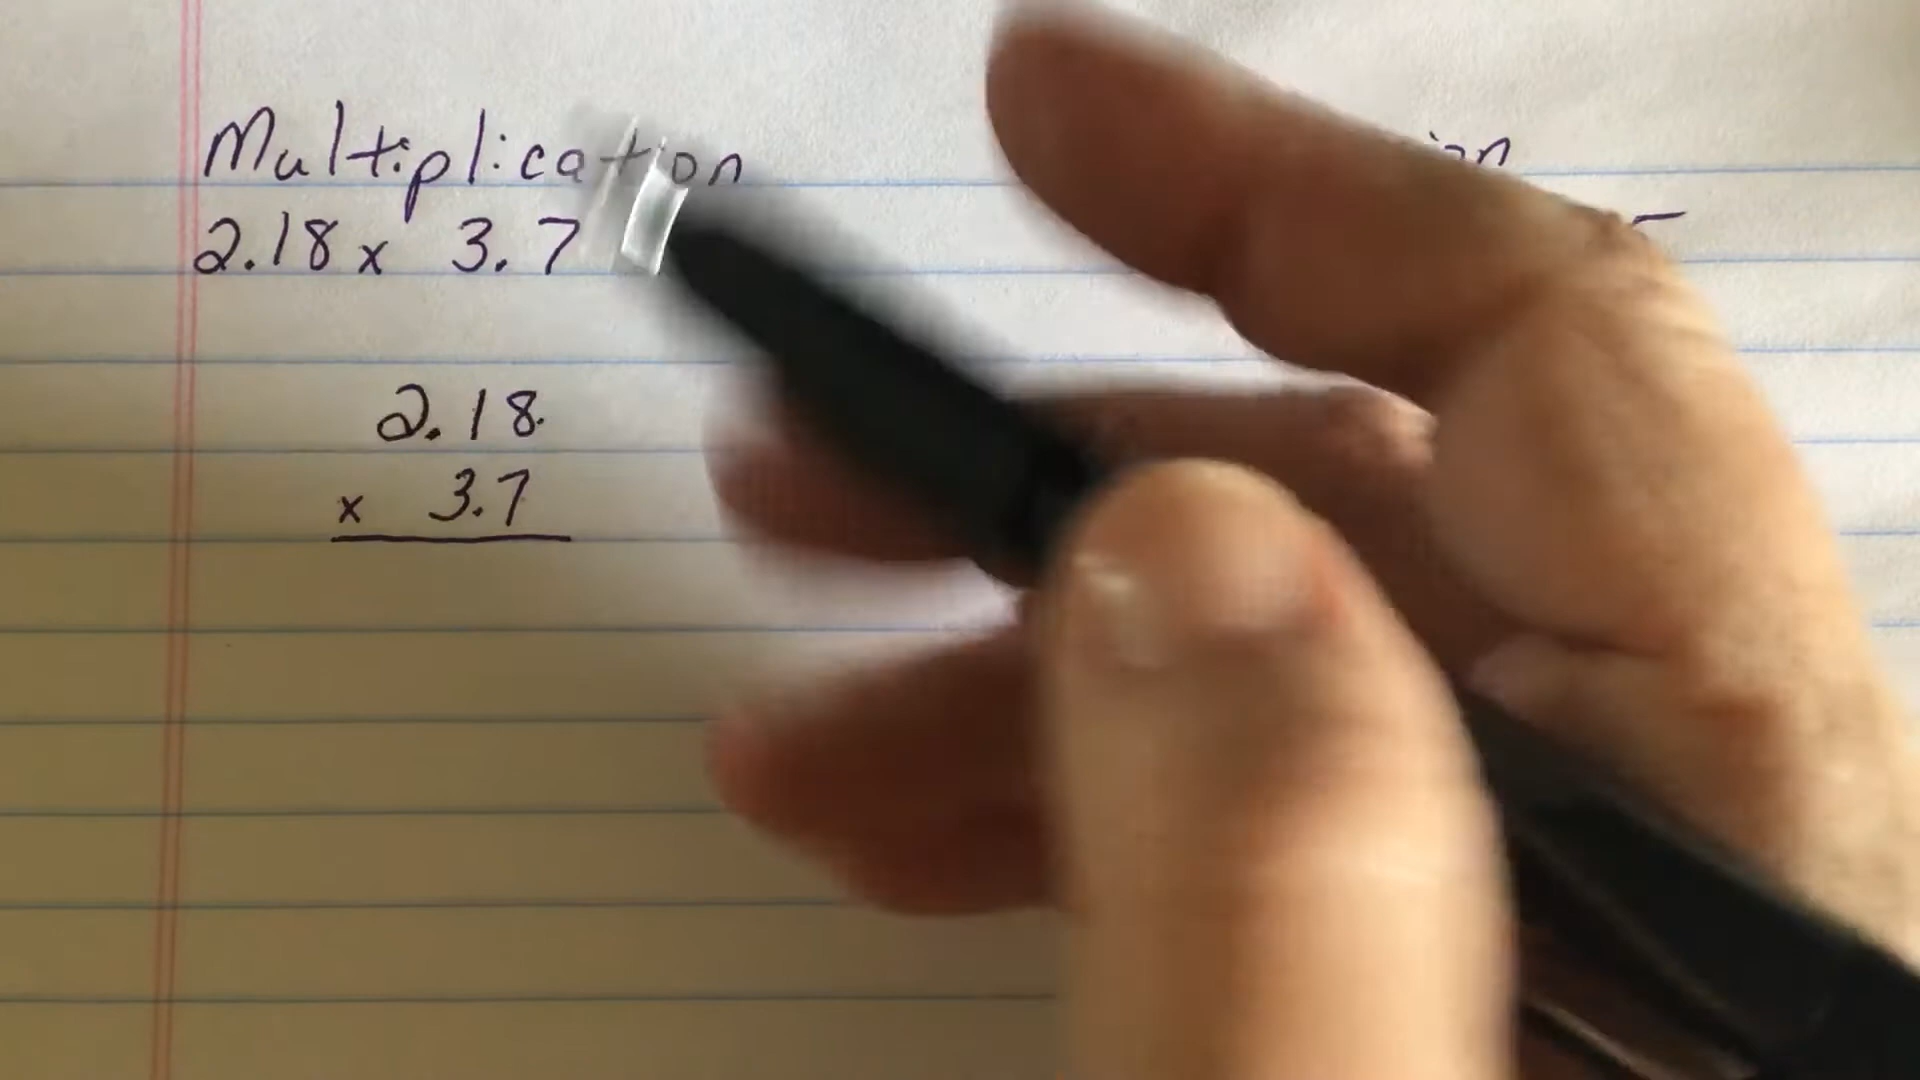 Multiplication
2.18 x 3.7
2.18
x 3.7